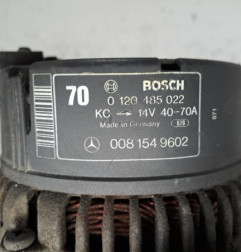 70
BOSCH
0 120 485 022
KC → 14V 40-70A
Made in Germany
008 154 9602